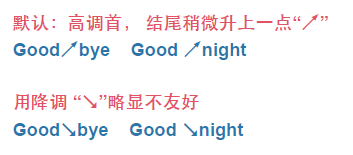 默认：高调首， 结尾稍微升上一点“↗”
Good↗bye Good ↗night
用降调 “↘”略显不友好
Good↘bye Good ↘night